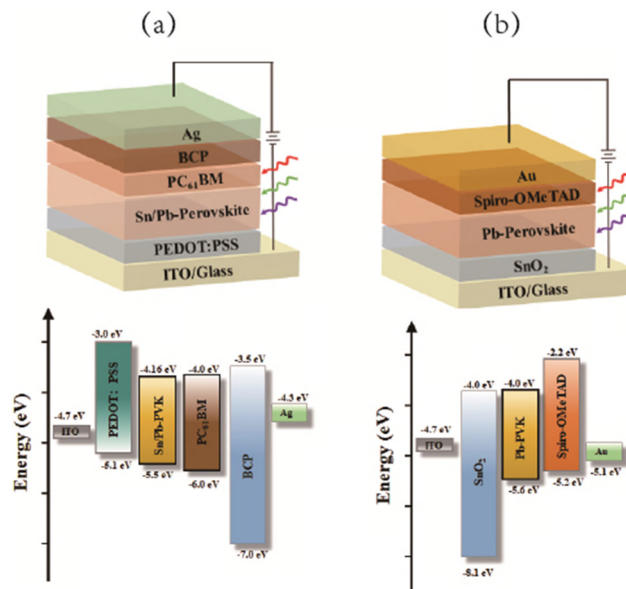 (a)
Ag
BCP
PC₆₁BM
Sn/Pb-Perovskite
PEDOT:PSS
ITO/Glass
(b)
Au
Spiro-OMeTAD
Pb-Perovskite
SnO₂
ITO/Glass
Energy (eV)
-4.7 eV
ITO
-3.0 eV
PEDOT: PSS
-5.1 eV
-4.16 eV
Sn/Pb-PVK
-5.5 eV
-4.0 eV
PC₆₁BM
-6.0 eV
-3.5 eV
BCP
-7.0 eV
-4.3 eV
Ag
Energy (eV)
-4.7 eV
ITO
-4.0 eV
SnO₂
-8.1 eV
-4.0 eV
Pb-PVK
-5.6 eV
-2.2 eV
Spiro-OMeTAD
-5.2 eV
Au
-5.1 eV